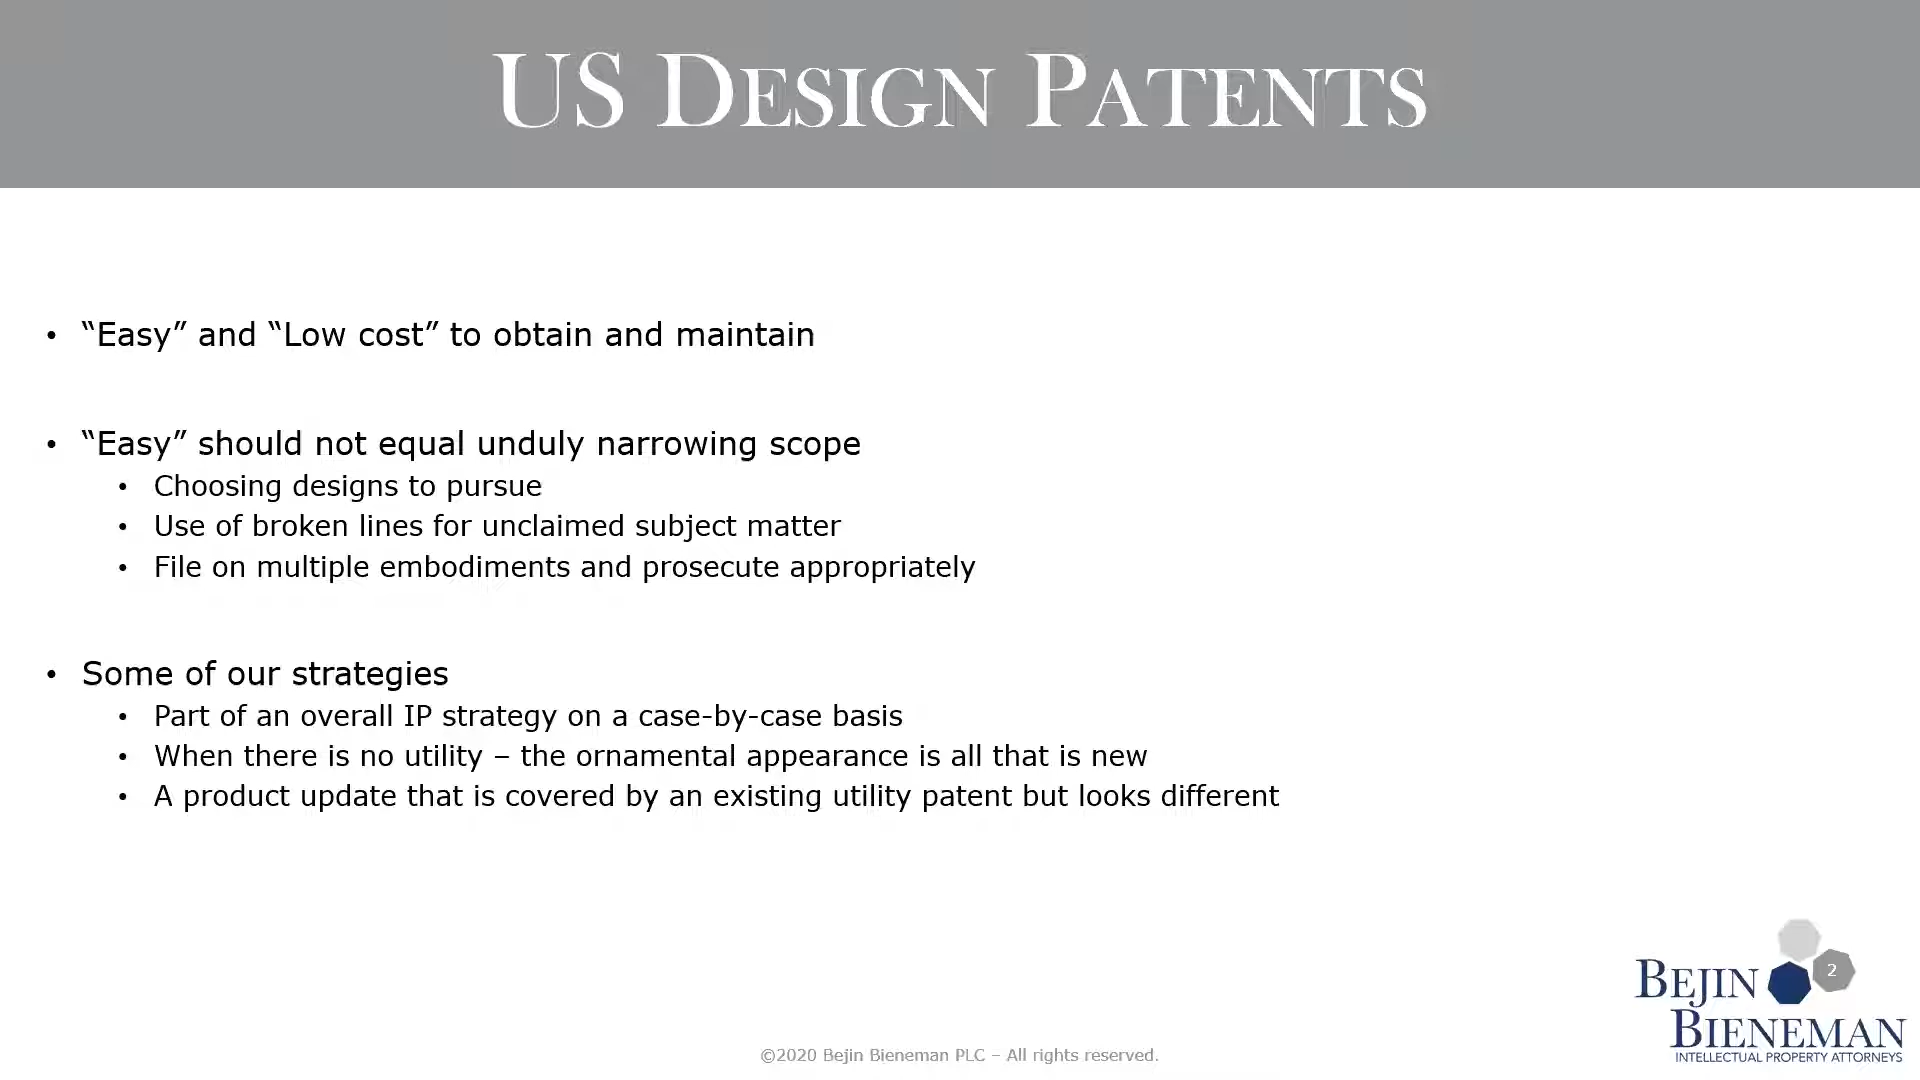 US DESIGN PATENTS
• “Easy” and “Low cost” to obtain and maintain
• “Easy” should not equal unduly narrowing scope
• Choosing designs to pursue
• Use of broken lines for unclaimed subject matter
• File on multiple embodiments and prosecute appropriately
• Some of our strategies
• Part of an overall IP strategy on a case-by-case basis
• When there is no utility – the ornamental appearance is all that is new
• A product update that is covered by an existing utility patent but looks different
2
BEJIN
BIENEMAN
INTELLECTUAL PROPERTY ATTORNEYS
©2020 Bejin Bieneman PLC – All rights reserved.